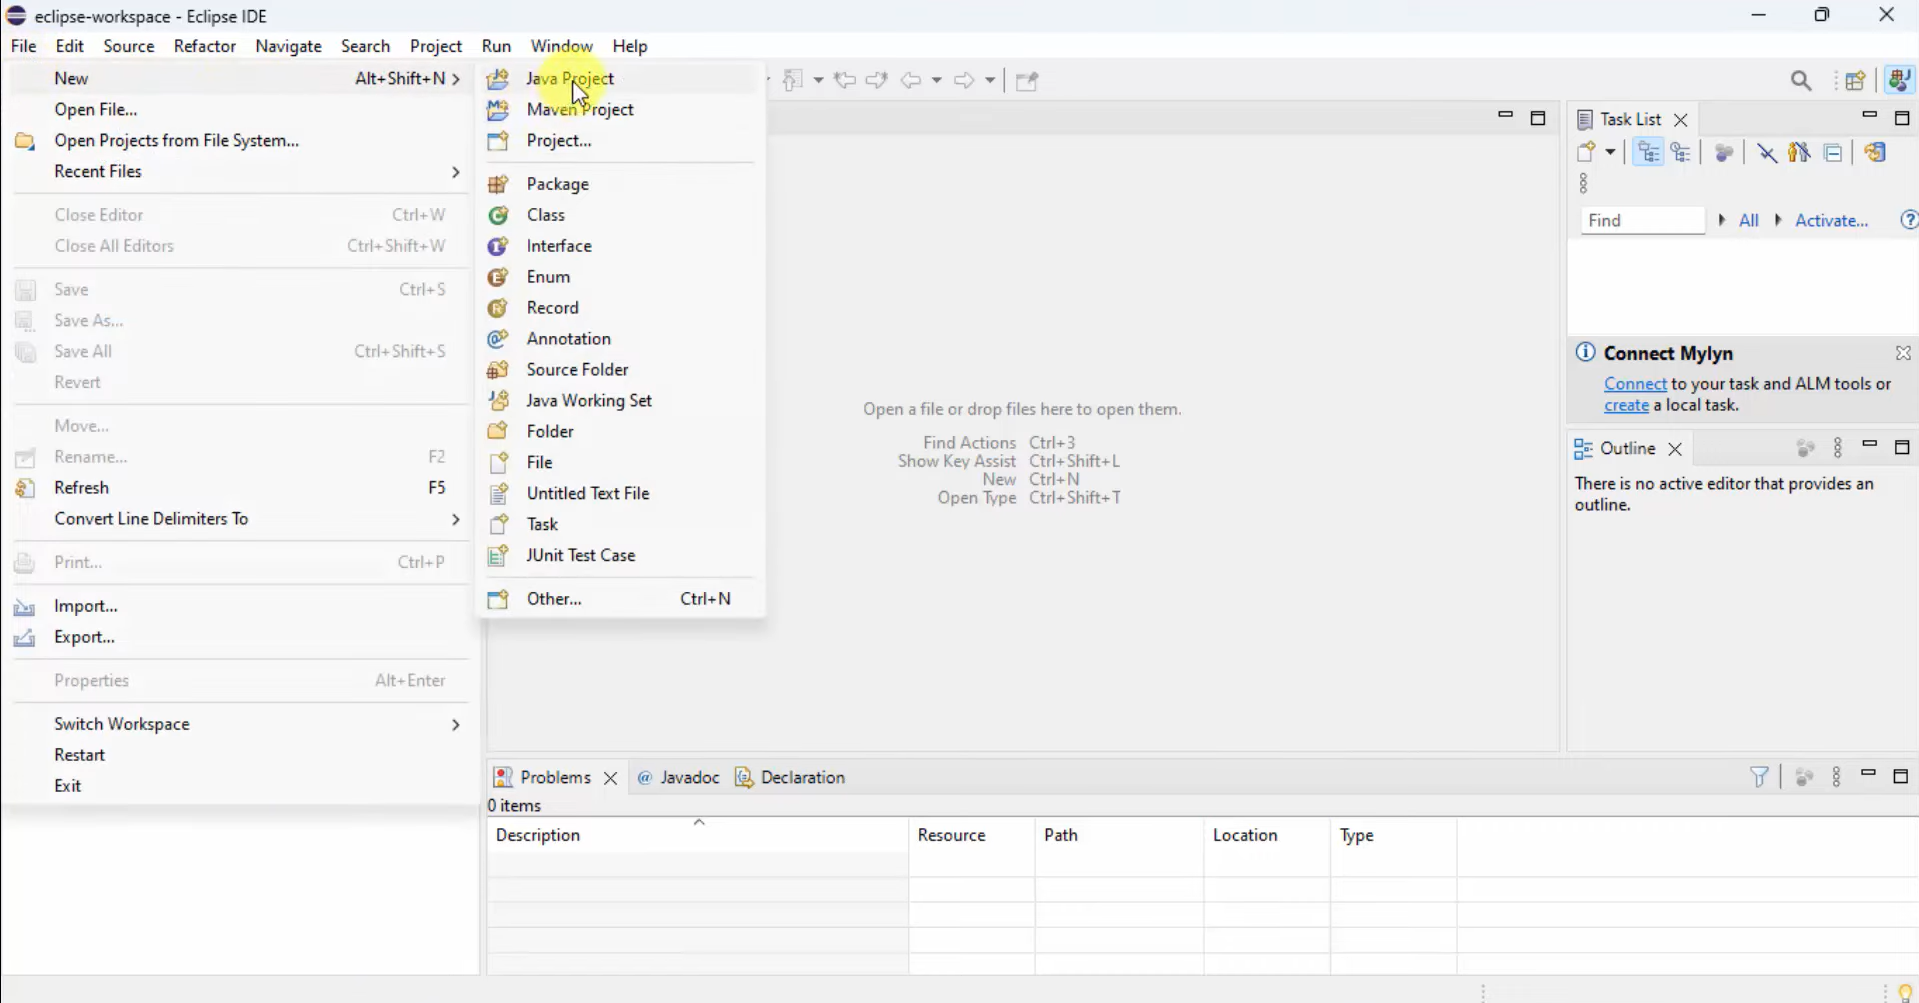 eclipse-workspace - Eclipse IDE
File Edit Source Refactor Navigate Search Project Run Window Help
New Alt+Shift+N
Open File...
Open Projects from File System...
Recent Files
Close Editor Ctrl+W
Close All Editors Ctrl+Shift+W
Save Ctrl+S
Save As...
Save All Ctrl+Shift+S
Revert
Move...
Rename... F2
Refresh F5
Convert Line Delimiters To
Print... Ctrl+P
Import...
Export...
Properties Alt+Enter
Switch Workspace
Restart
Exit
Java Project
Maven Project
Project...
Package
Class
Interface
Enum
Record
Annotation
Source Folder
Java Working Set
Folder
File
Untitled Text File
Task
JUnit Test Case
Other... Ctrl+N
Open a file or drop files here to open them.
Find Actions Ctrl+3
Show Key Assist Ctrl+Shift+L
New Ctrl+N
Open Type Ctrl+Shift+T
Task List
Find All Activate...
Connect Mylyn
Connect to your task and ALM tools or
create a local task.
Outline
There is no active editor that provides an
outline.
Problems @ Javadoc Declaration
0 items
Description Resource Path Location Type